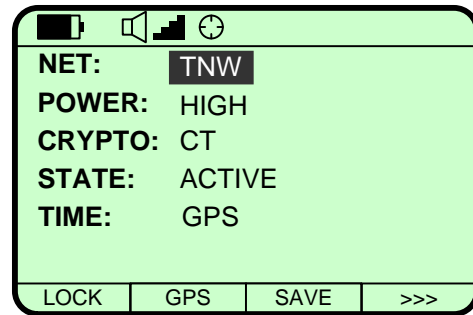 NET: TNW
POWER: HIGH
CRYPTO: CT
STATE: ACTIVE
TIME: GPS
LOCK GPS SAVE >>>